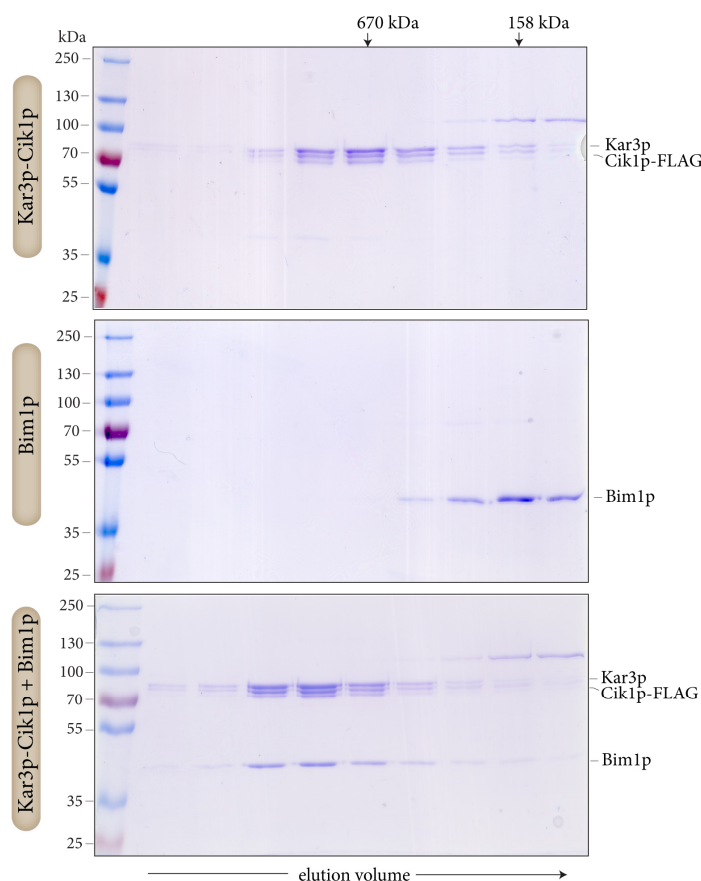 670 kDa 158 kDa
kDa
Kar3p-Cik1p
250
130
100
70
55
35
25
Kar3p
Cik1p-FLAG
Bim1p
250
130
100
70
55
35
25
Bim1p
Kar3p-Cik1p + Bim1p
250
130
100
70
55
35
25
Kar3p
Cik1p-FLAG
Bim1p
elution volume